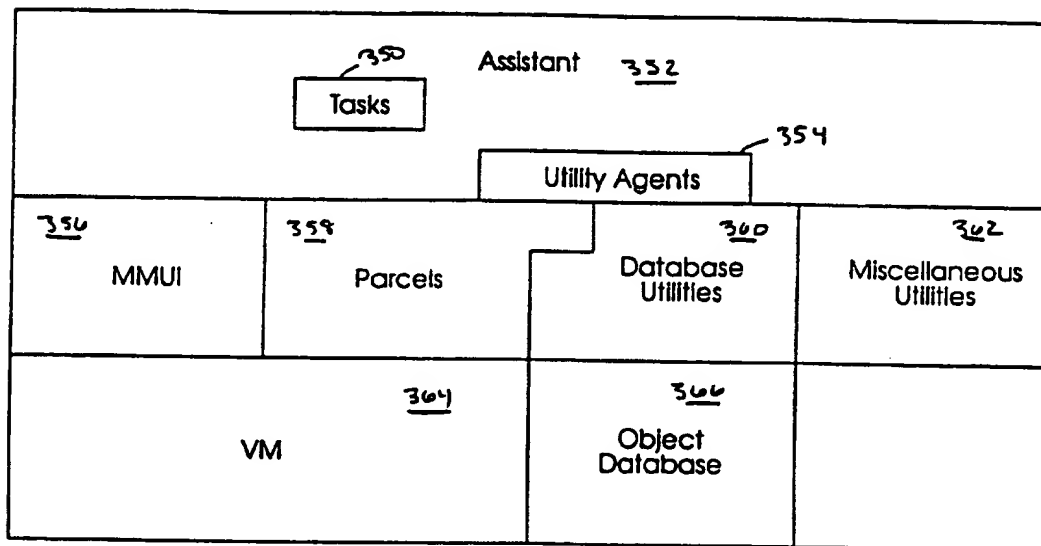 350
Assistant 352
Tasks
354
Utility Agents
356 358 360 362
MMUI Parcels Database Utilities Miscellaneous Utilities
364 366
VM Object Database